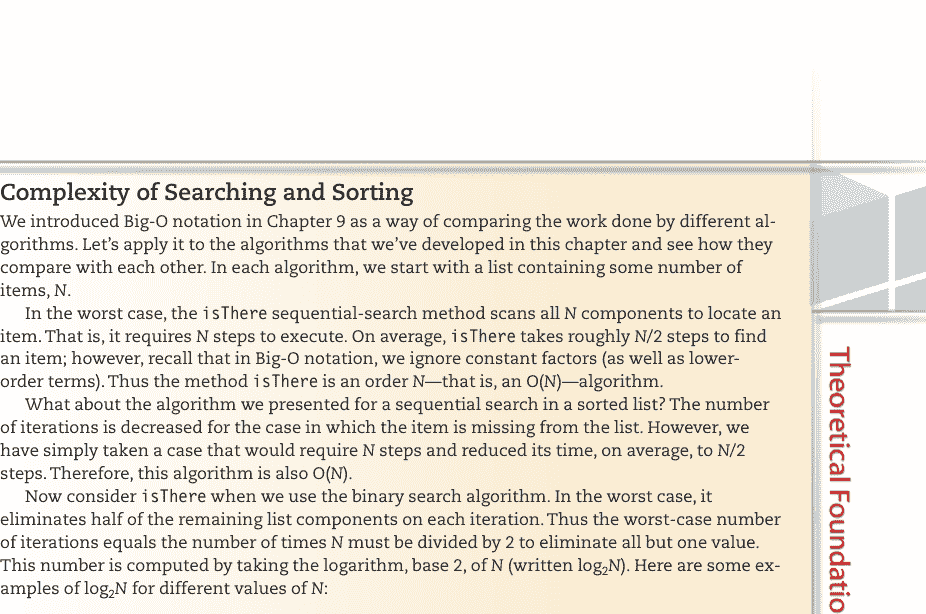 Complexity of Searching and Sorting
We introduced Big-O notation in Chapter 9 as a way of comparing the work done by different al-
gorithms. Let’s apply it to the algorithms that we’ve developed in this chapter and see how they
compare with each other. In each algorithm, we start with a list containing some number of
items, N.
In the worst case, the isThere sequential-search method scans all N components to locate an
item. That is, it requires N steps to execute. On average, isThere takes roughly N/2 steps to find
an item; however, recall that in Big-O notation, we ignore constant factors (as well as lower-
order terms). Thus the method isThere is an order N—that is, an O(N)—algorithm.
What about the algorithm we presented for a sequential search in a sorted list? The number
of iterations is decreased for the case in which the item is missing from the list. However, we
have simply taken a case that would require N steps and reduced its time, on average, to N/2
steps. Therefore, this algorithm is also O(N).
Now consider isThere when we use the binary search algorithm. In the worst case, it
eliminates half of the remaining list components on each iteration. Thus the worst-case number
of iterations equals the number of times N must be divided by 2 to eliminate all but one value.
This number is computed by taking the logarithm, base 2, of N (written log₂N). Here are some ex-
amples of log₂N for different values of N:
Theoretical Foundatio